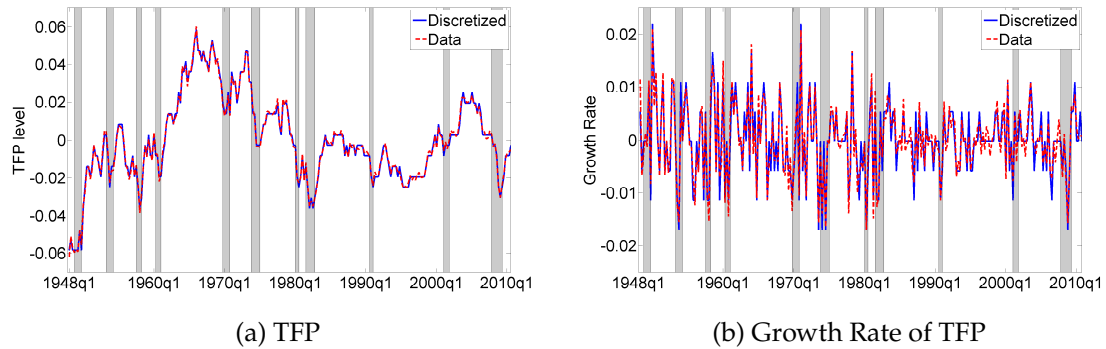 0.06
0.04
0.02
0
-0.02
-0.04
-0.06
TFP level
Discretized
Data
1948q1 1960q1 1970q1 1980q1 1990q1 2000q1 2010q1
(a) TFP
0.02
0.01
0
-0.01
-0.02
Growth Rate
Discretized
Data
1948q1 1960q1 1970q1 1980q1 1990q1 2000q1 2010q1
(b) Growth Rate of TFP